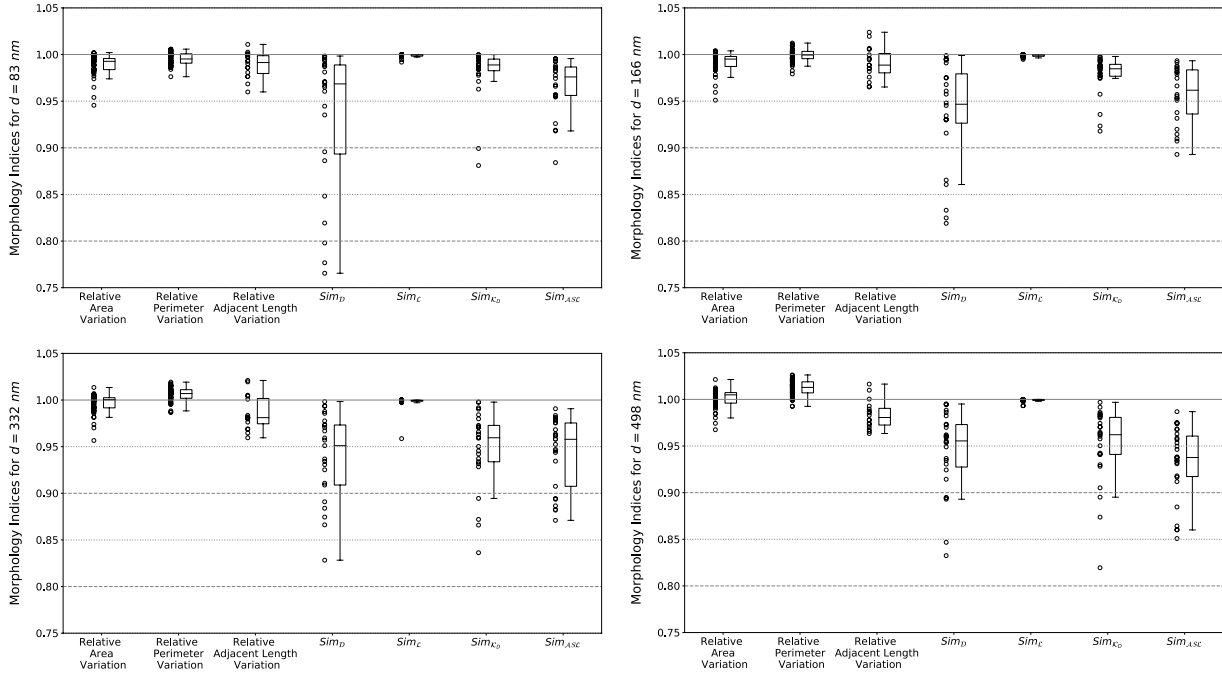 Morphology Indices for d = 83 nm
1.05
1.00
0.95
0.90
0.85
0.80
0.75
Relative
Area
Variation
Relative
Perimeter
Variation
Relative
Adjacent Length
Variation
Sim_𝒟
Sim_ℒ
Sim_𝒦_D
Sim_𝒜𝒮ℒ
Morphology Indices for d = 166 nm
1.05
1.00
0.95
0.90
0.85
0.80
0.75
Relative
Area
Variation
Relative
Perimeter
Variation
Relative
Adjacent Length
Variation
Sim_𝒟
Sim_ℒ
Sim_𝒦_D
Sim_𝒜𝒮ℒ
Morphology Indices for d = 332 nm
1.05
1.00
0.95
0.90
0.85
0.80
0.75
Relative
Area
Variation
Relative
Perimeter
Variation
Relative
Adjacent Length
Variation
Sim_𝒟
Sim_ℒ
Sim_𝒦_D
Sim_𝒜𝒮ℒ
Morphology Indices for d = 498 nm
1.05
1.00
0.95
0.90
0.85
0.80
0.75
Relative
Area
Variation
Relative
Perimeter
Variation
Relative
Adjacent Length
Variation
Sim_𝒟
Sim_ℒ
Sim_𝒦_D
Sim_𝒜𝒮ℒ